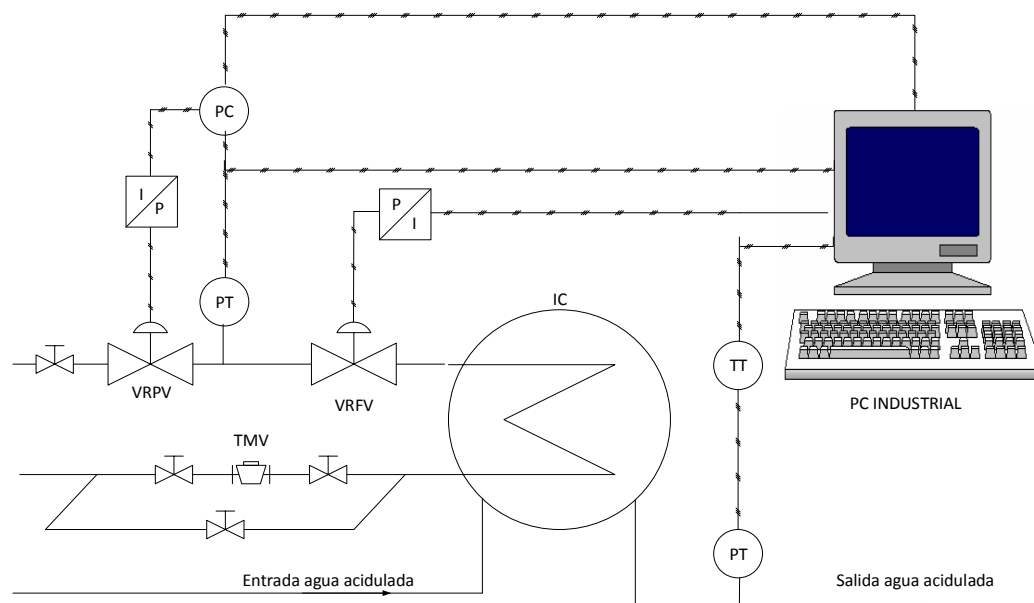 PC
I
P
P
I
PT
IC
VRPV
VRFV
TT
PC INDUSTRIAL
TMV
PT
Entrada agua acidulada
Salida agua acidulada